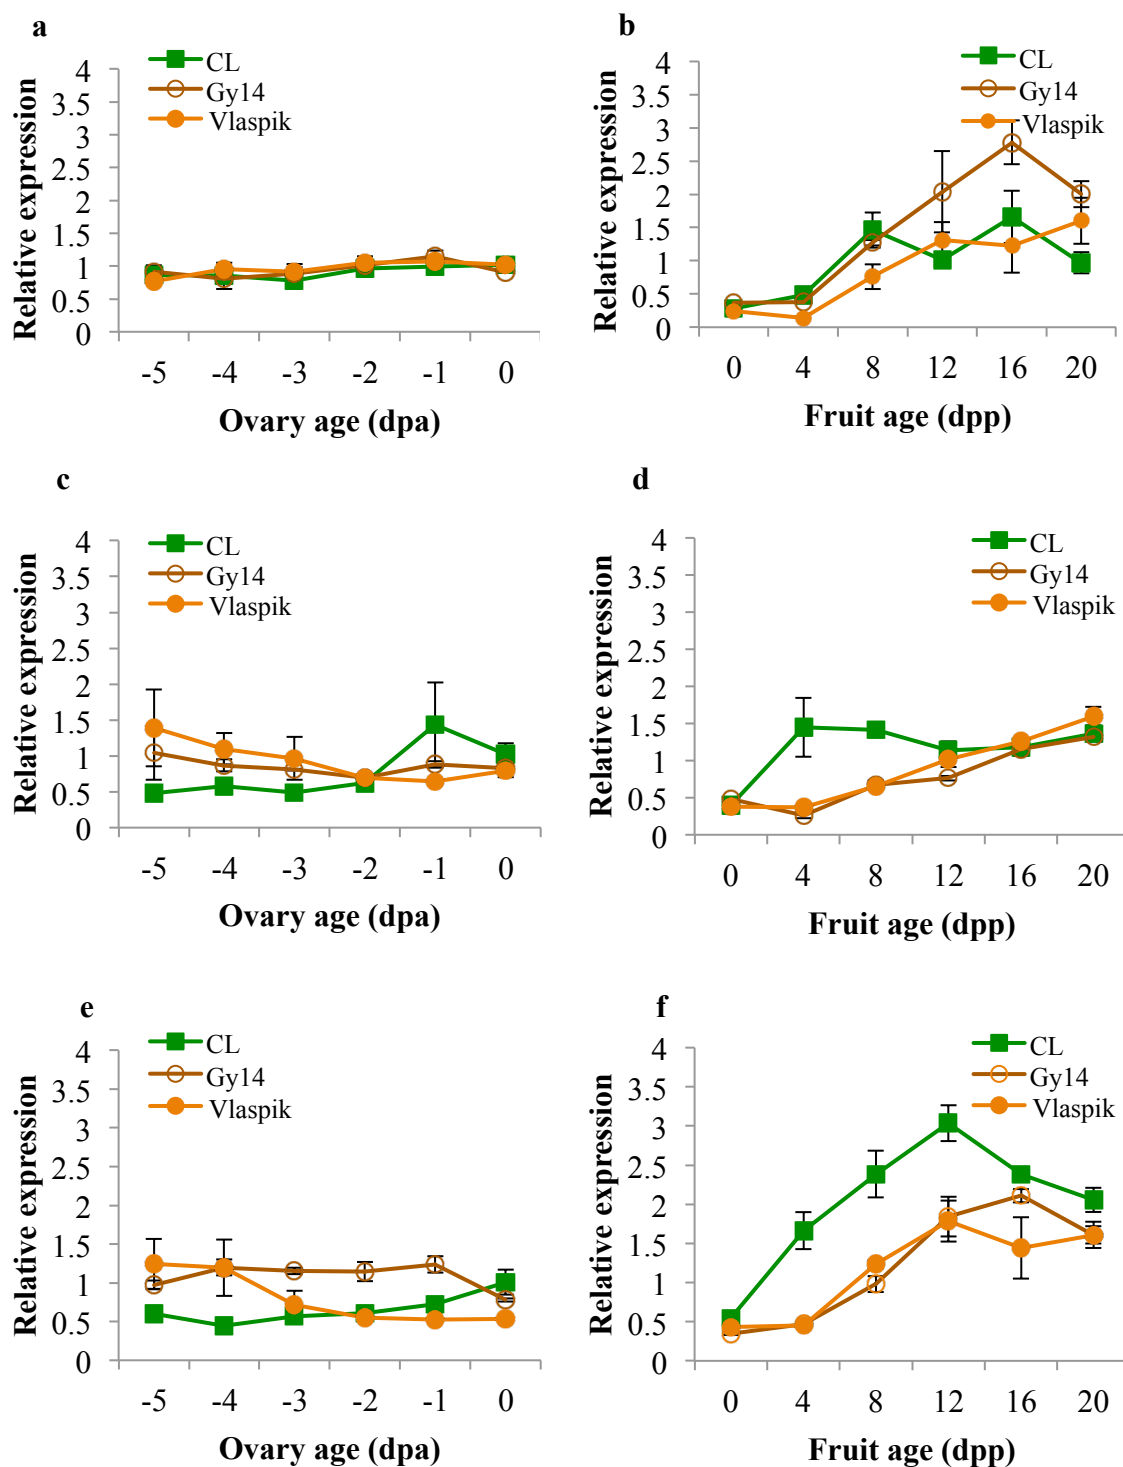 a
CL
Gy14
Vlaspik
4
3.5
3
2.5
2
1.5
1
0.5
0
Relative expression
-5 -4 -3 -2 -1 0
Ovary age (dpa)
b
CL
Gy14
Vlaspik
4
3.5
3
2.5
2
1.5
1
0.5
0
Relative expression
0 4 8 12 16 20
Fruit age (dpp)
c
CL
Gy14
Vlaspik
4
3.5
3
2.5
2
1.5
1
0.5
0
Relative expression
-5 -4 -3 -2 -1 0
Ovary age (dpa)
d
CL
Gy14
Vlaspik
4
3.5
3
2.5
2
1.5
1
0.5
0
Relative expression
0 4 8 12 16 20
Fruit age (dpp)
e
CL
Gy14
Vlaspik
4
3.5
3
2.5
2
1.5
1
0.5
0
Relative expression
-5 -4 -3 -2 -1 0
Ovary age (dpa)
f
CL
Gy14
Vlaspik
4
3.5
3
2.5
2
1.5
1
0.5
0
Relative expression
0 4 8 12 16 20
Fruit age (dpp)